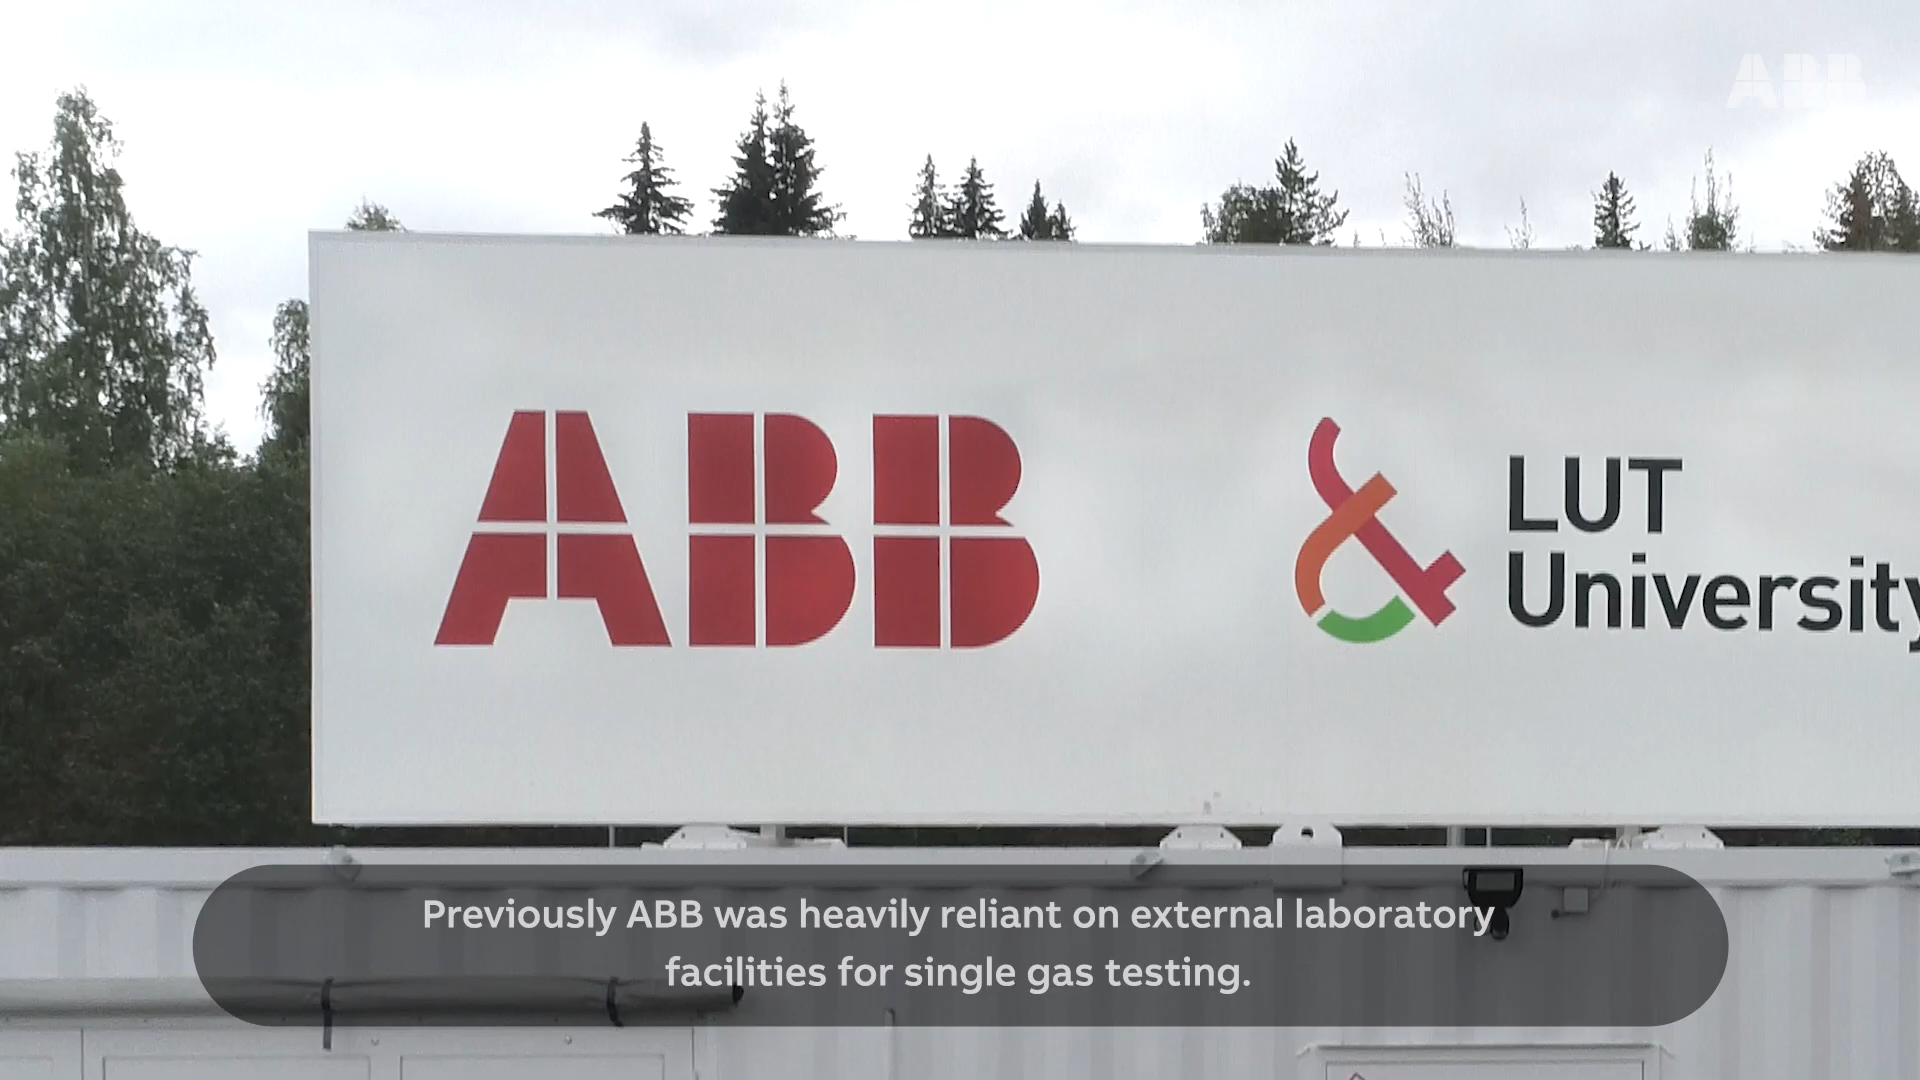 ABB
ABB
LUT
University
Previously ABB was heavily reliant on external laboratory
facilities for single gas testing.